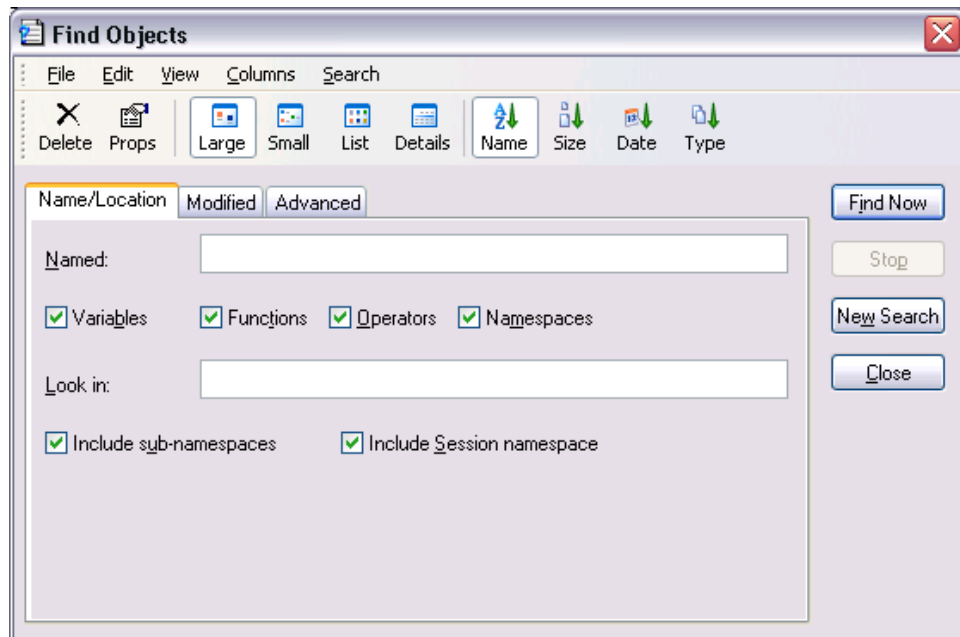 Find Objects
File Edit View Columns Search
Delete Props Large Small List Details Name Size Date Type
Name/Location Modified Advanced
Find Now
Named:
Stop
Variables Functions Operators Namespaces
New Search
Look in:
Close
Include sub-namespaces Include Session namespace